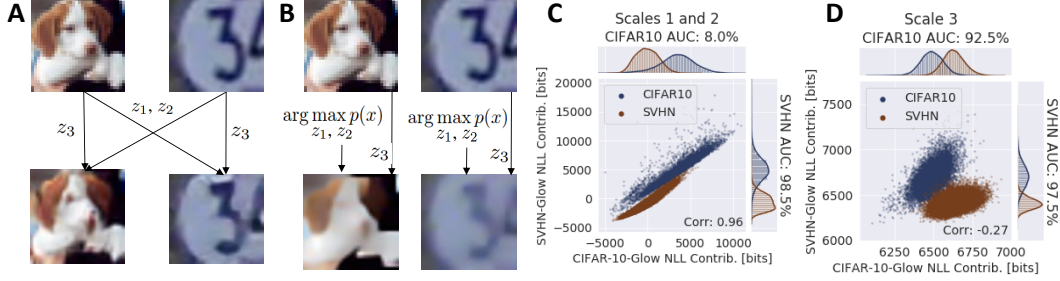 A
34
z1, z2
z3
z3
B
34
arg max p(x)
z1, z2
z3
arg max p(x)
z1, z2
z3
C
Scales 1 and 2
CIFAR10 AUC: 8.0%
SVHN-Glow NLL Contrib. [bits]
20000
15000
10000
5000
0
−5000
CIFAR10
SVHN
Corr: 0.96
−5000 0 5000 10000
CIFAR-10-Glow NLL Contrib. [bits]
SVHN AUC: 98.5%
D
Scale 3
CIFAR10 AUC: 92.5%
SVHN-Glow NLL Contrib. [bits]
7500
7000
6500
6000
CIFAR10
SVHN
Corr: -0.27
6250 6500 6750 7000
CIFAR-10-Glow NLL Contrib. [bits]
SVHN AUC: 97.5%